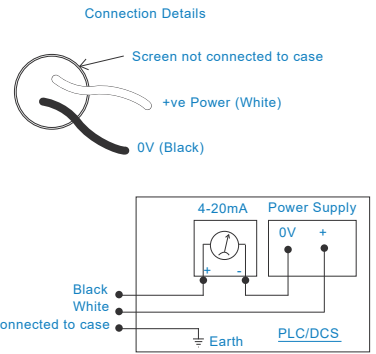 Connection Details
Screen not connected to case
+ve Power (White)
0V (Black)
4-20mA Power Supply
0V +
+ -
Black
White
onnected to case
Earth
PLC/DCS